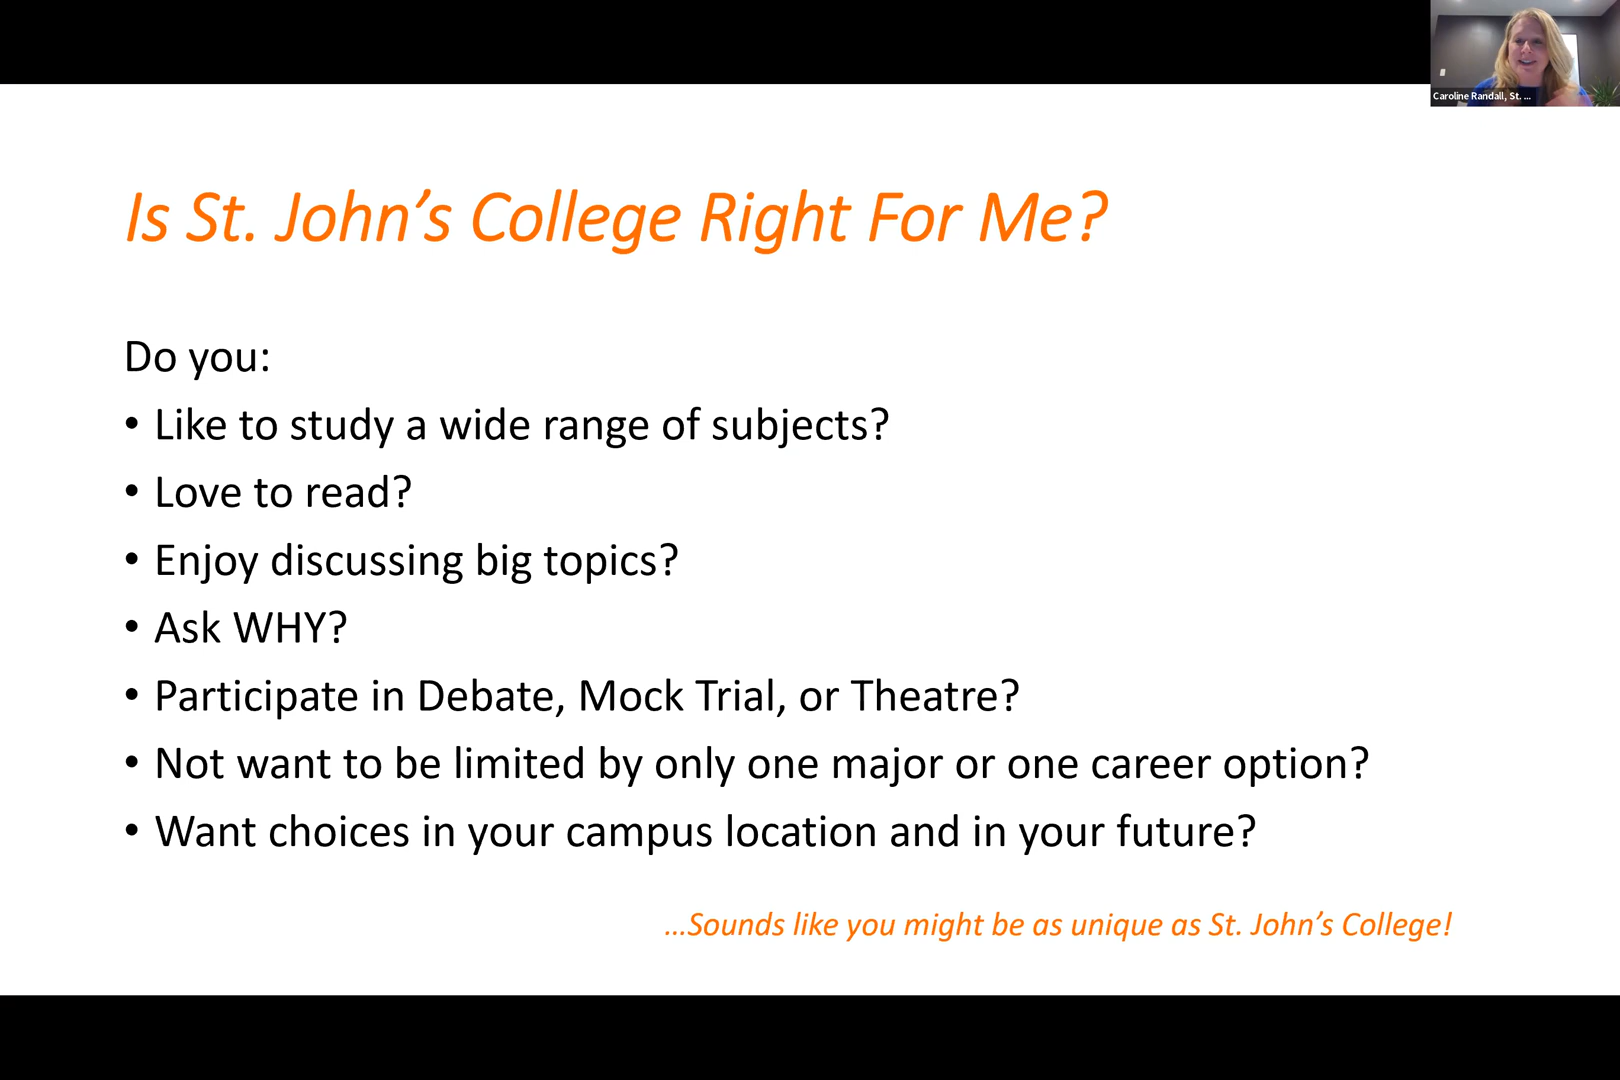 Caroline Randall, St. ...
Is St. John’s College Right For Me?
Do you:
• Like to study a wide range of subjects?
• Love to read?
• Enjoy discussing big topics?
• Ask WHY?
• Participate in Debate, Mock Trial, or Theatre?
• Not want to be limited by only one major or one career option?
• Want choices in your campus location and in your future?
...Sounds like you might be as unique as St. John’s College!